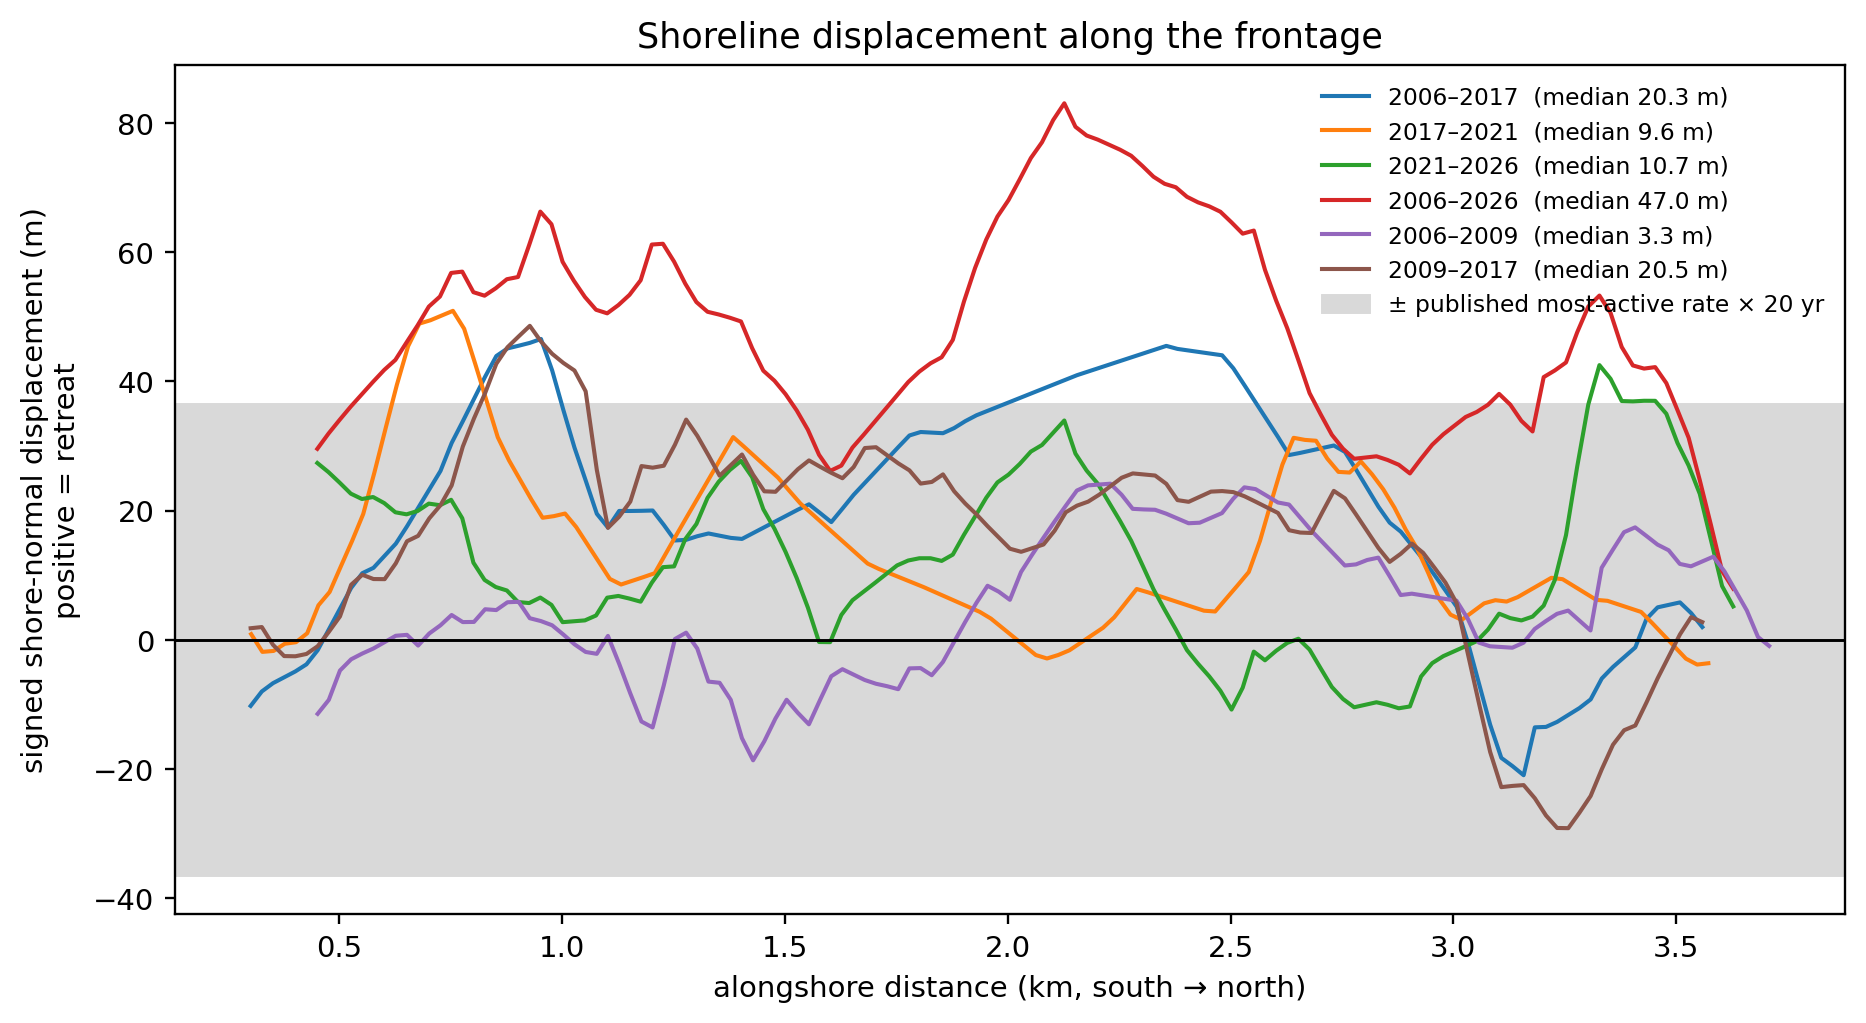 Shoreline displacement along the frontage
signed shore-normal displacement (m)
positive = retreat
80
60
40
20
0
−20
−40
2006–2017 (median 20.3 m)
2017–2021 (median 9.6 m)
2021–2026 (median 10.7 m)
2006–2026 (median 47.0 m)
2006–2009 (median 3.3 m)
2009–2017 (median 20.5 m)
± published most-active rate × 20 yr
0.5 1.0 1.5 2.0 2.5 3.0 3.5
alongshore distance (km, south → north)